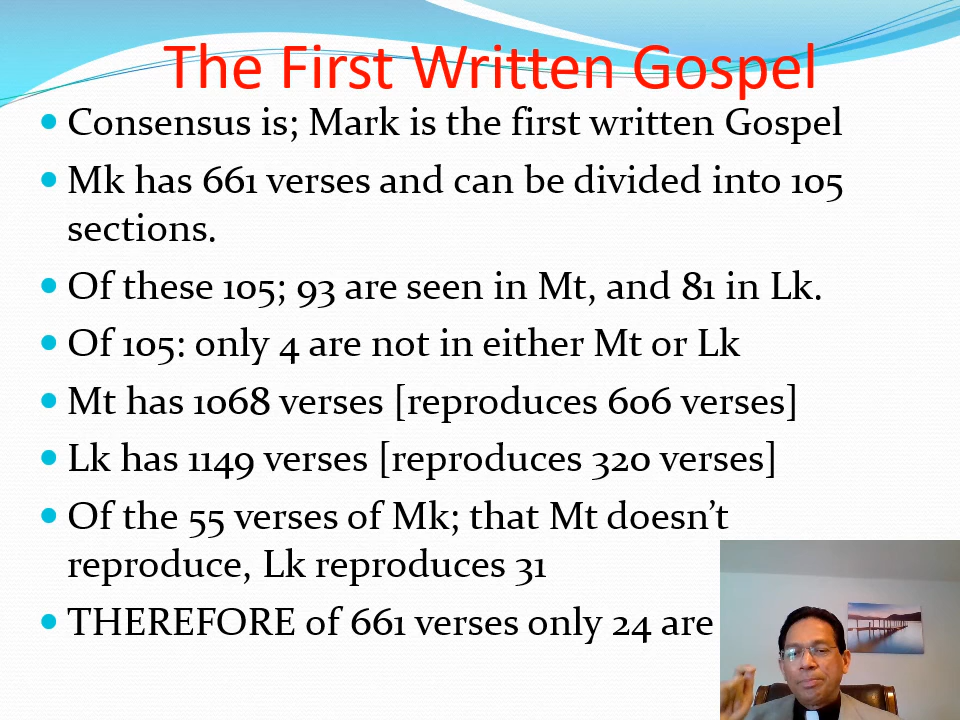 The First Written Gospel
Consensus is; Mark is the first written Gospel
Mk has 661 verses and can be divided into 105
sections.
Of these 105; 93 are seen in Mt, and 81 in Lk.
Of 105: only 4 are not in either Mt or Lk
Mt has 1068 verses [reproduces 606 verses]
Lk has 1149 verses [reproduces 320 verses]
Of the 55 verses of Mk; that Mt doesn’t
reproduce, Lk reproduces 31
THEREFORE of 661 verses only 24 are